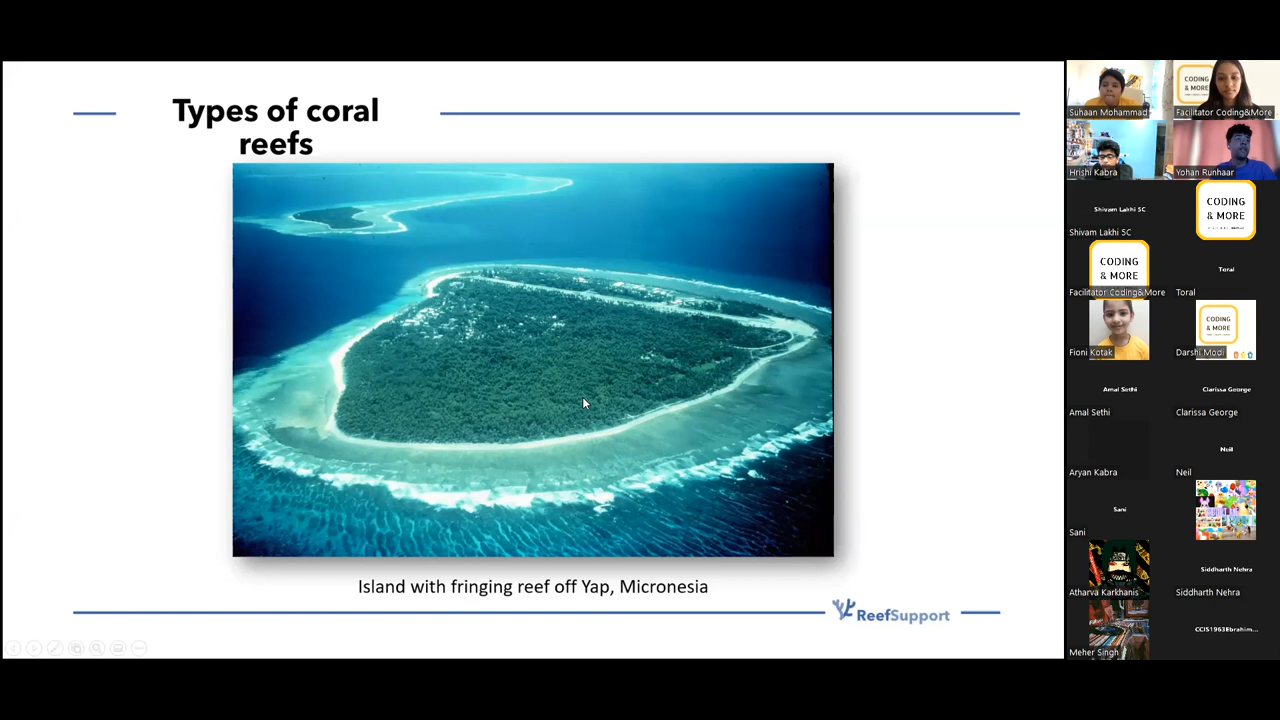 Types of coral
reefs
Island with fringing reef off Yap, Micronesia
ReefSupport
CODING
& MORE
Suhaan Mohammad
Facilitator Coding&More
Hrishi Kabra
Yohan Runhaar
Shivam Lakhi 5C
Shivam Lakhi 5C
CODING
& MORE
CODING
& MORE
Facilitator Coding&More
Toral
Toral
Fioni Kotak
CODING
& MORE
Darshi Modi
Amal Sethi
Amal Sethi
Clarissa George
Clarissa George
Aryan Kabra
Neil
Neil
Sani
Sani
Atharva Karkhanis
Siddharth Nehra
Siddharth Nehra
Meher Singh
CCIS1963Ebrahim...